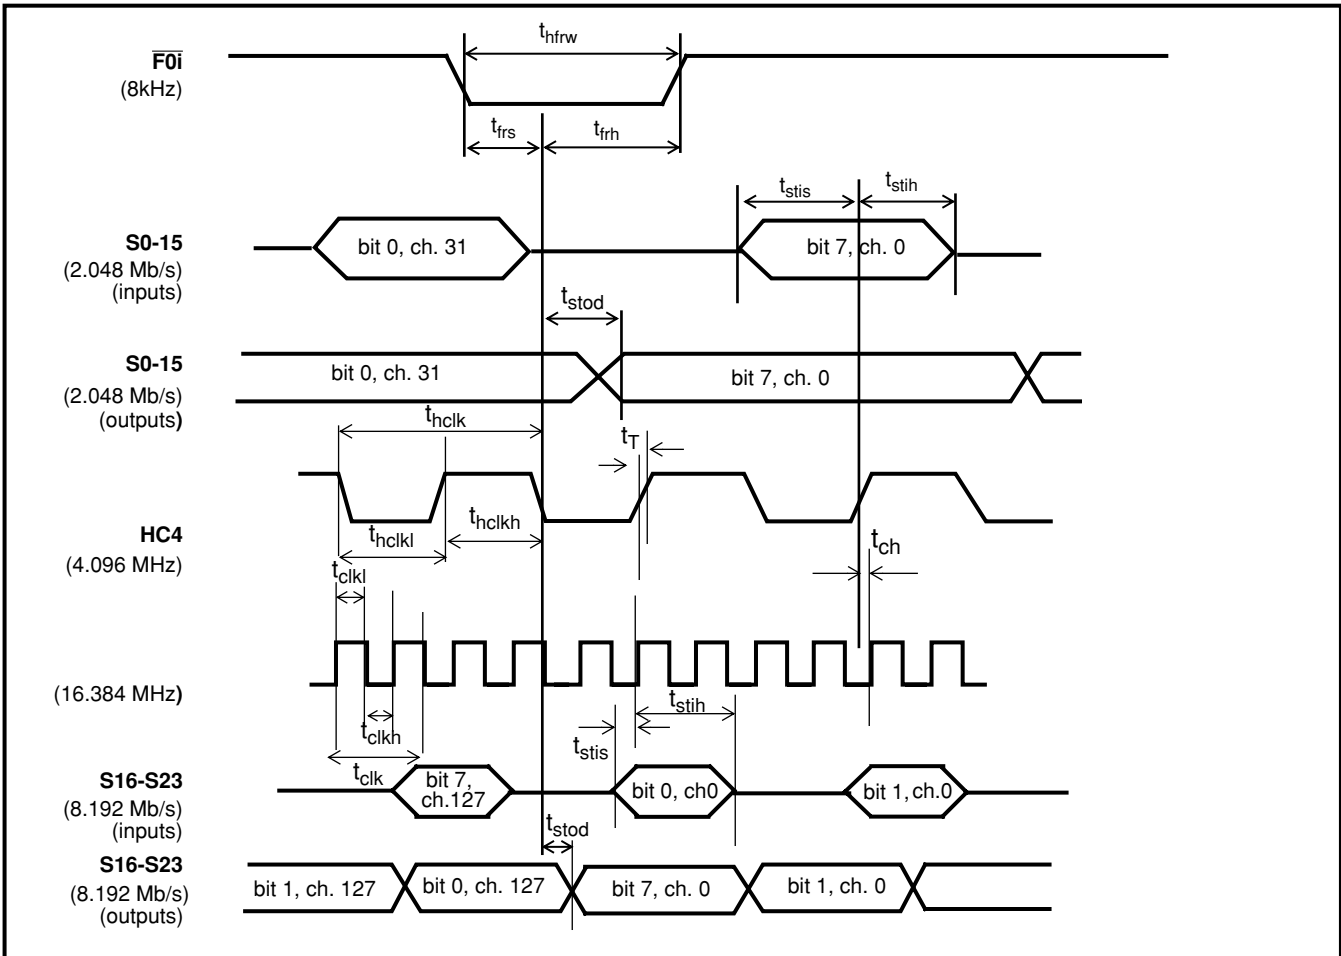 thfrw
F0i
(8kHz)
tfrs
tfrh
tstis
tstih
S0-15
(2.048 Mb/s)
(inputs)
bit 0, ch. 31
bit 7, ch. 0
tstod
S0-15
(2.048 Mb/s)
(outputs)
bit 0, ch. 31
bit 7, ch. 0
thclk
tT
HC4
(4.096 MHz)
thclkl
thclkh
tch
tclkl
(16.384 MHz)
tclkh
tstih
tstis
tclk
S16-S23
(8.192 Mb/s)
(inputs)
bit 7,
ch.127
bit 0, ch0
bit 1, ch.0
tstod
S16-S23
(8.192 Mb/s)
(outputs)
bit 1, ch. 127
bit 0, ch. 127
bit 7, ch. 0
bit 1, ch. 0